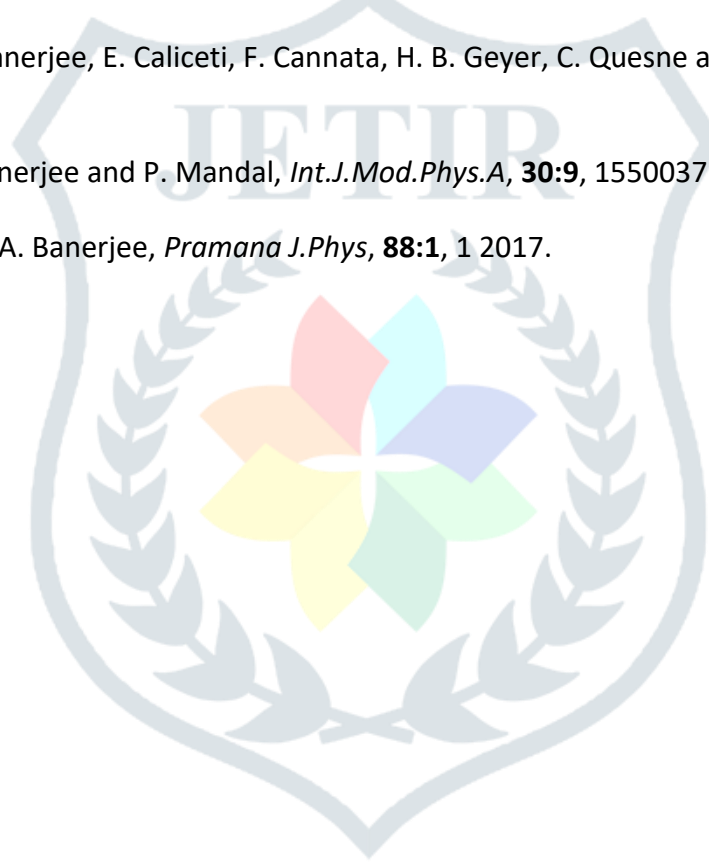 nerjee, E. Caliceti, F. Cannata, H. B. Geyer, C. Quesne a
JETIR
nerjee and P. Mandal, Int.J.Mod.Phys.A, 30:9, 1550037
A. Banerjee, Pramana J.Phys, 88:1, 1 2017.